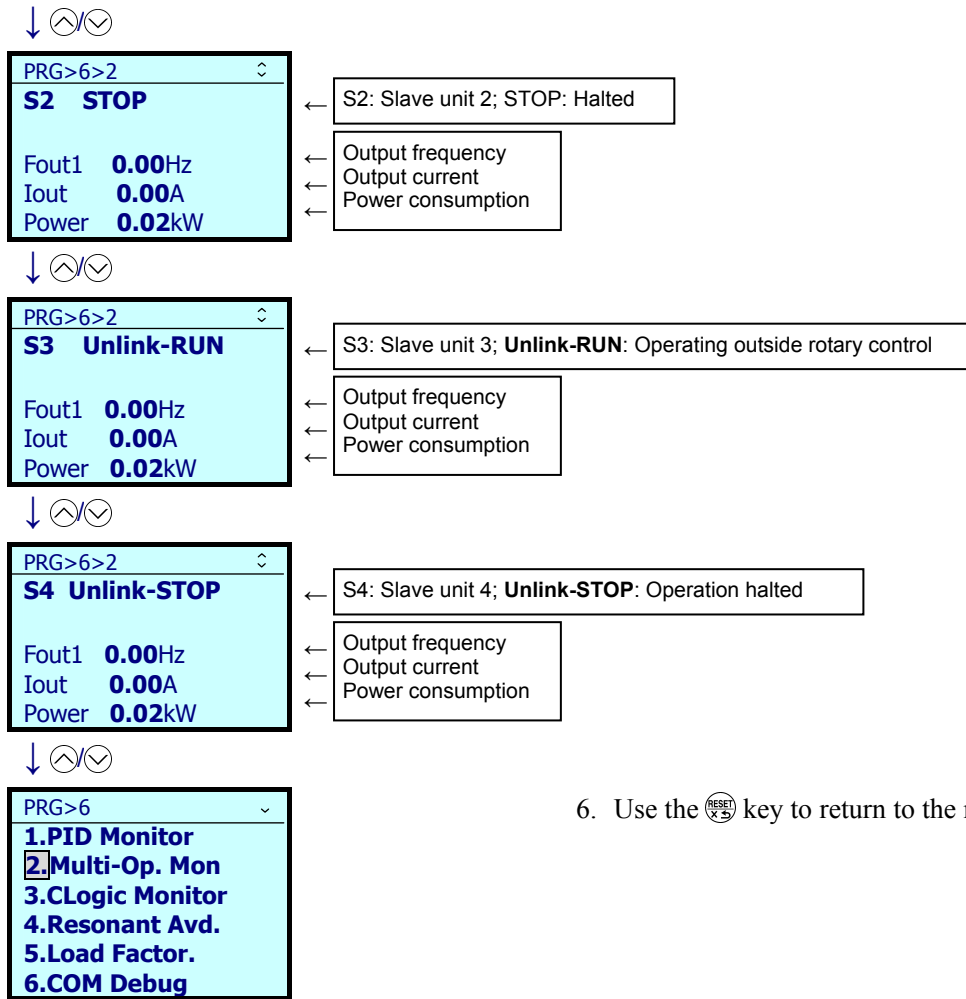 PRG>6>2
S2 STOP
Fout1 0.00Hz
Iout 0.00A
Power 0.02kW
← S2: Slave unit 2; STOP: Halted
← Output frequency
← Output current
← Power consumption
PRG>6>2
S3 Unlink-RUN
Fout1 0.00Hz
Iout 0.00A
Power 0.02kW
← S3: Slave unit 3; Unlink-RUN: Operating outside rotary control
← Output frequency
← Output current
← Power consumption
PRG>6>2
S4 Unlink-STOP
Fout1 0.00Hz
Iout 0.00A
Power 0.02kW
← S4: Slave unit 4; Unlink-STOP: Operation halted
← Output frequency
← Output current
← Power consumption
PRG>6
1.PID Monitor
2.Multi-Op. Mon
3.CLogic Monitor
4.Resonant Avd.
5.Load Factor.
6.COM Debug
6. Use the RESET key to return to the